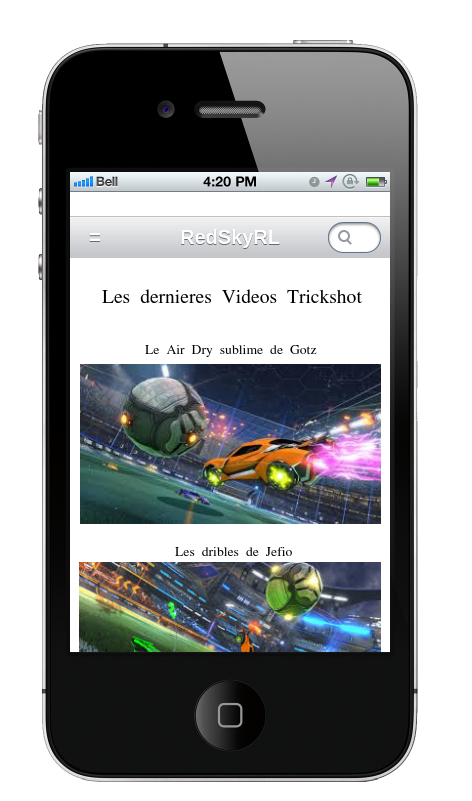 Bell 4:20 PM
RedSkyRL
Les dernieres Videos Trickshot
Le Air Dry sublime de Gotz
Les dribles de Jefio